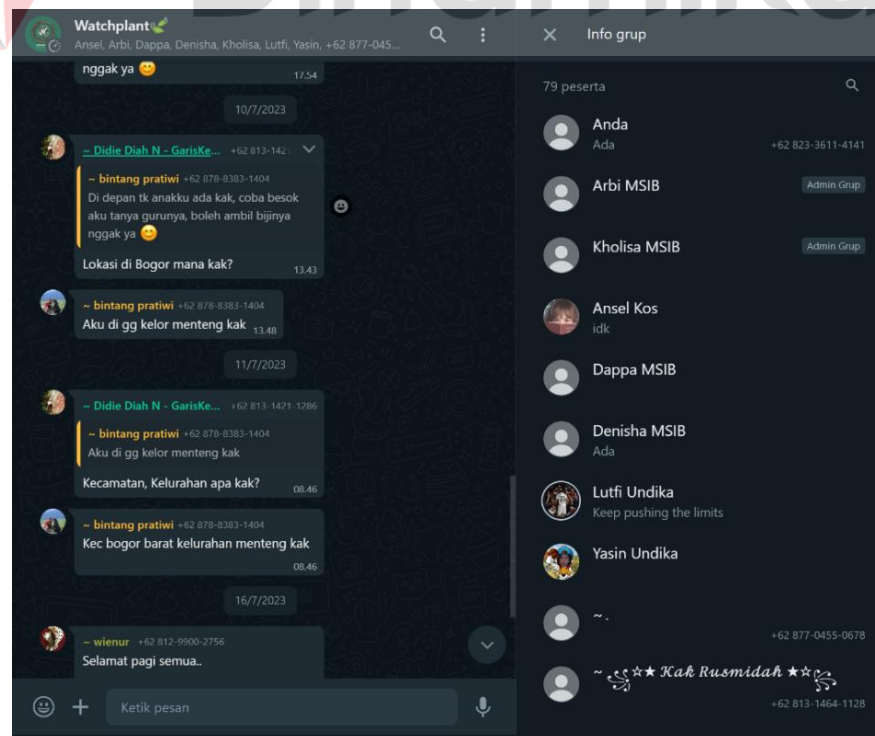 Watchplant🌿
Ansel, Arbi, Dappa, Denisha, Kholisa, Lutfi, Yasin, +62 877-045...
nggak ya 😊
17.54
10/7/2023
~ Didie Diah N - GarisKe... +62 813-142
~ bintang pratiwi +62 878-8383-1404
Di depan tk anakku ada kak, coba besok
aku tanya gurunya, boleh ambil bijinya
nggak ya 😊
Lokasi di Bogor mana kak?
13.43
~ bintang pratiwi +62 878-8383-1404
Aku di gg kelor menteng kak 13.48
11/7/2023
~ Didie Diah N - GarisKe... +62 813-1421-1286
~ bintang pratiwi +62 878-8383-1404
Aku di gg kelor menteng kak
Kecamatan, Kelurahan apa kak?
08.46
~ bintang pratiwi +62 878-8383-1404
Kec bogor barat kelurahan menteng kak
08.46
16/7/2023
~ wienur +62 812-9900-2756
Selamat pagi semua..
Ketik pesan
Info grup
79 peserta
Anda
Ada
+62 823-3611-4141
Arbi MSIB
Admin Grup
Kholisa MSIB
Admin Grup
Ansel Kos
idk
Dappa MSIB
Denisha MSIB
Ada
Lutfi Undika
Keep pushing the limits
Yasin Undika
~ .
+62 877-0455-0678
~ ꧁☆★ Kak Rusmidah ★☆꧂
+62 813-1464-1128